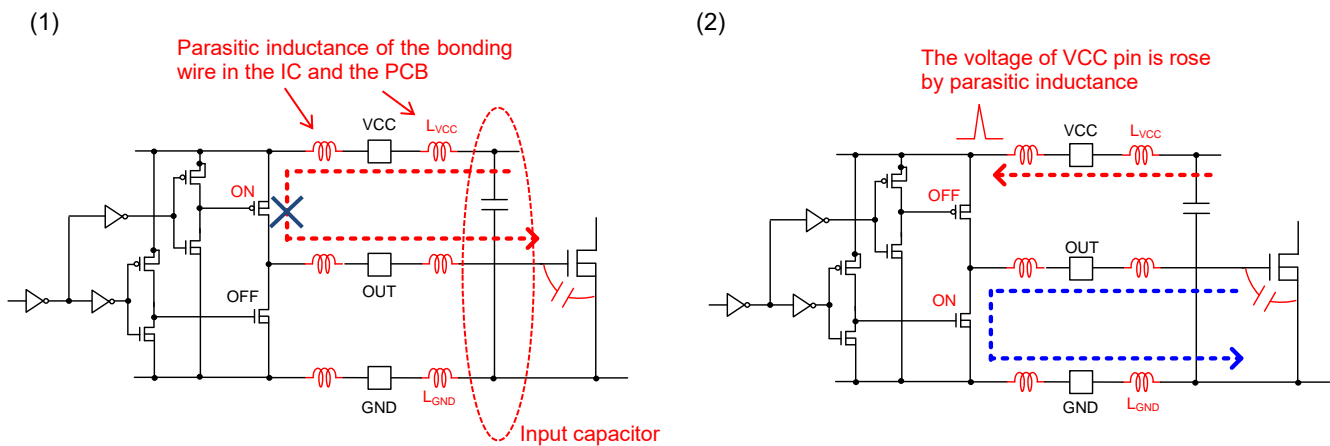 (1)
Parasitic inductance of the bonding
wire in the IC and the PCB
VCC
LVCC
ON
OFF
OUT
GND
LGND
Input capacitor
(2)
The voltage of VCC pin is rose
by parasitic inductance
VCC
LVCC
OFF
ON
OUT
GND
LGND